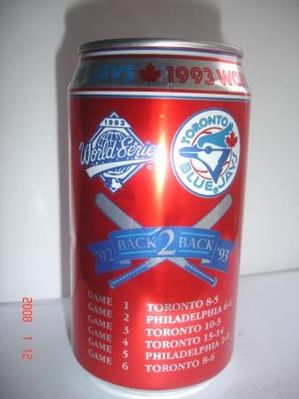 JAYS 1993 WO
1993
World Series
TORONTO
BLUE JAYS
'92 BACK 2 BACK '93
GAME 1 TORONTO 8-5
GAME 2 PHILADELPHIA 6-4
GAME 3 TORONTO 10-3
GAME 4 TORONTO 15-14
GAME 5 PHILADELPHIA 2-0
GAME 6 TORONTO 8-6
2008 1 12